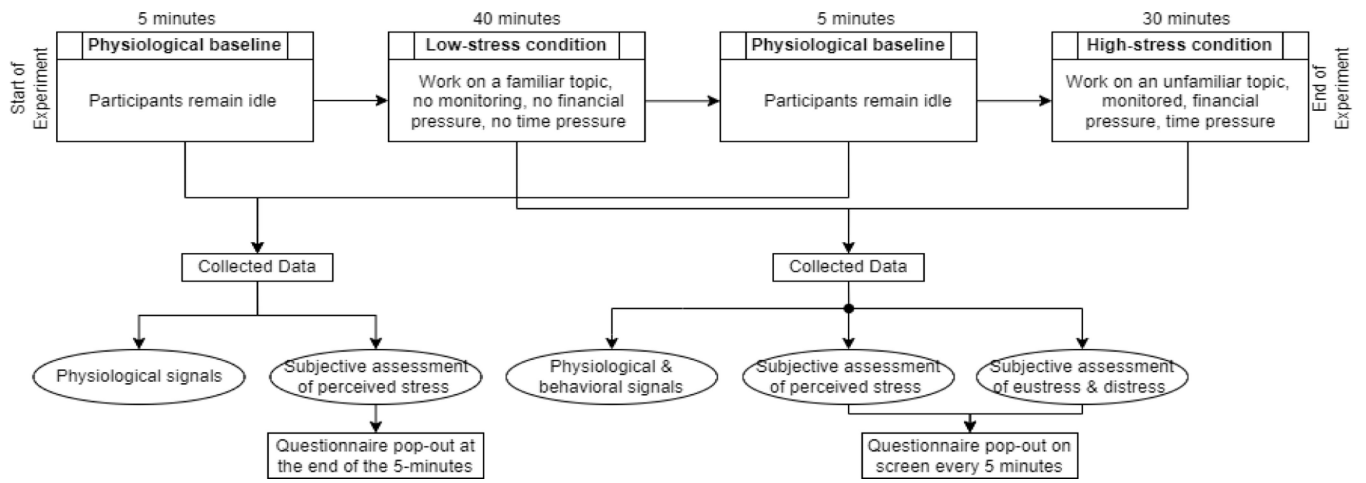 5 minutes
40 minutes
5 minutes
30 minutes
Start of
Experiment
Physiological baseline
Participants remain idle
Low-stress condition
Work on a familiar topic,
no monitoring, no financial
pressure, no time pressure
Physiological baseline
Participants remain idle
High-stress condition
Work on an unfamiliar topic,
monitored, financial
pressure, time pressure
End of
Experiment
Collected Data
Collected Data
Physiological signals
Subjective assessment
of perceived stress
Physiological &
behavioral signals
Subjective assessment
of perceived stress
Subjective assessment
of eustress & distress
Questionnaire pop-out at
the end of the 5-minutes
Questionnaire pop-out on
screen every 5 minutes